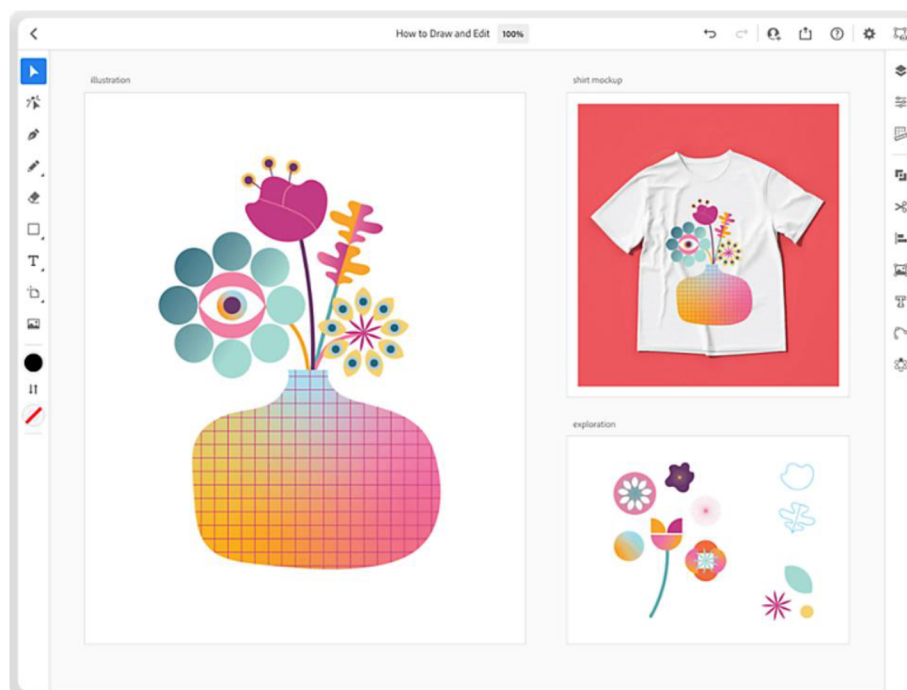 How to Draw and Edit 100%
illustration
shirt mockup
exploration